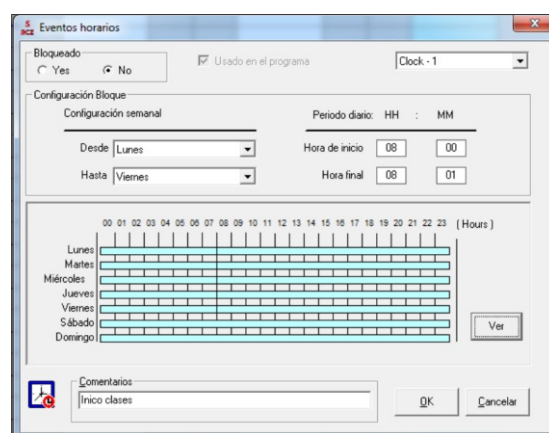 Eventos horarios
Bloqueado
Yes No
Usado en el programa
Clock - 1
Configuración Bloque
Configuración semanal
Periodo diario: HH : MM
Desde Lunes
Hora de inicio 08 00
Hasta Viernes
Hora final 08 01
00 01 02 03 04 05 06 07 08 09 10 11 12 13 14 15 16 17 18 19 20 21 22 23 ( Hours )
Lunes
Martes
Miércoles
Jueves
Viernes
Sábado
Domingo
Ver
Comentarios
Inico clases
OK
Cancelar